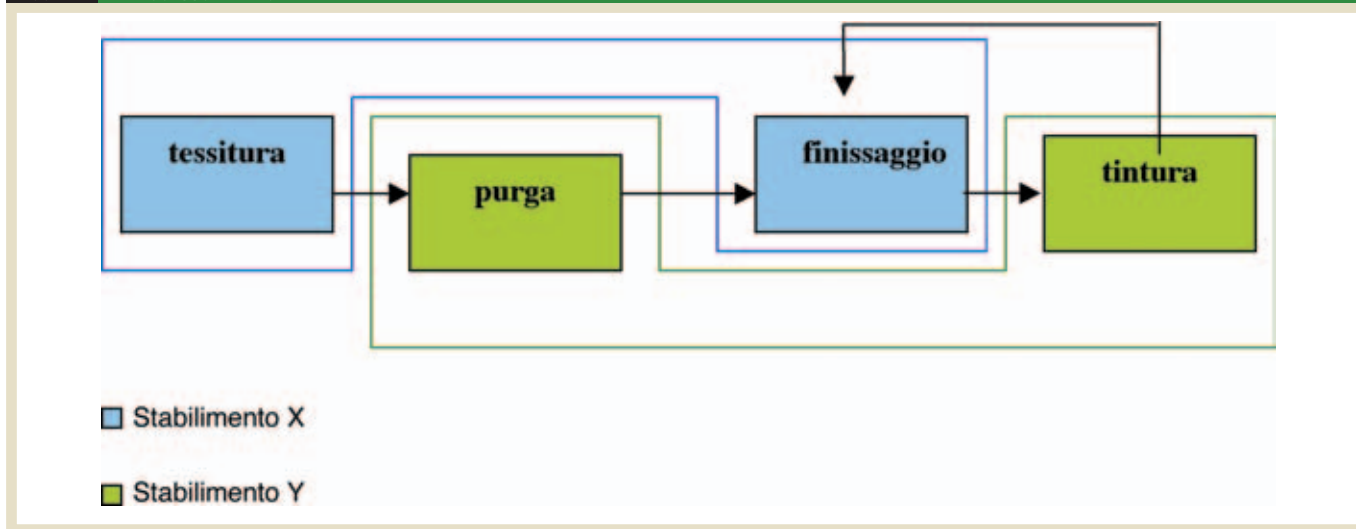 tessitura
purga
finissaggio
tintura
Stabilimento X
Stabilimento Y